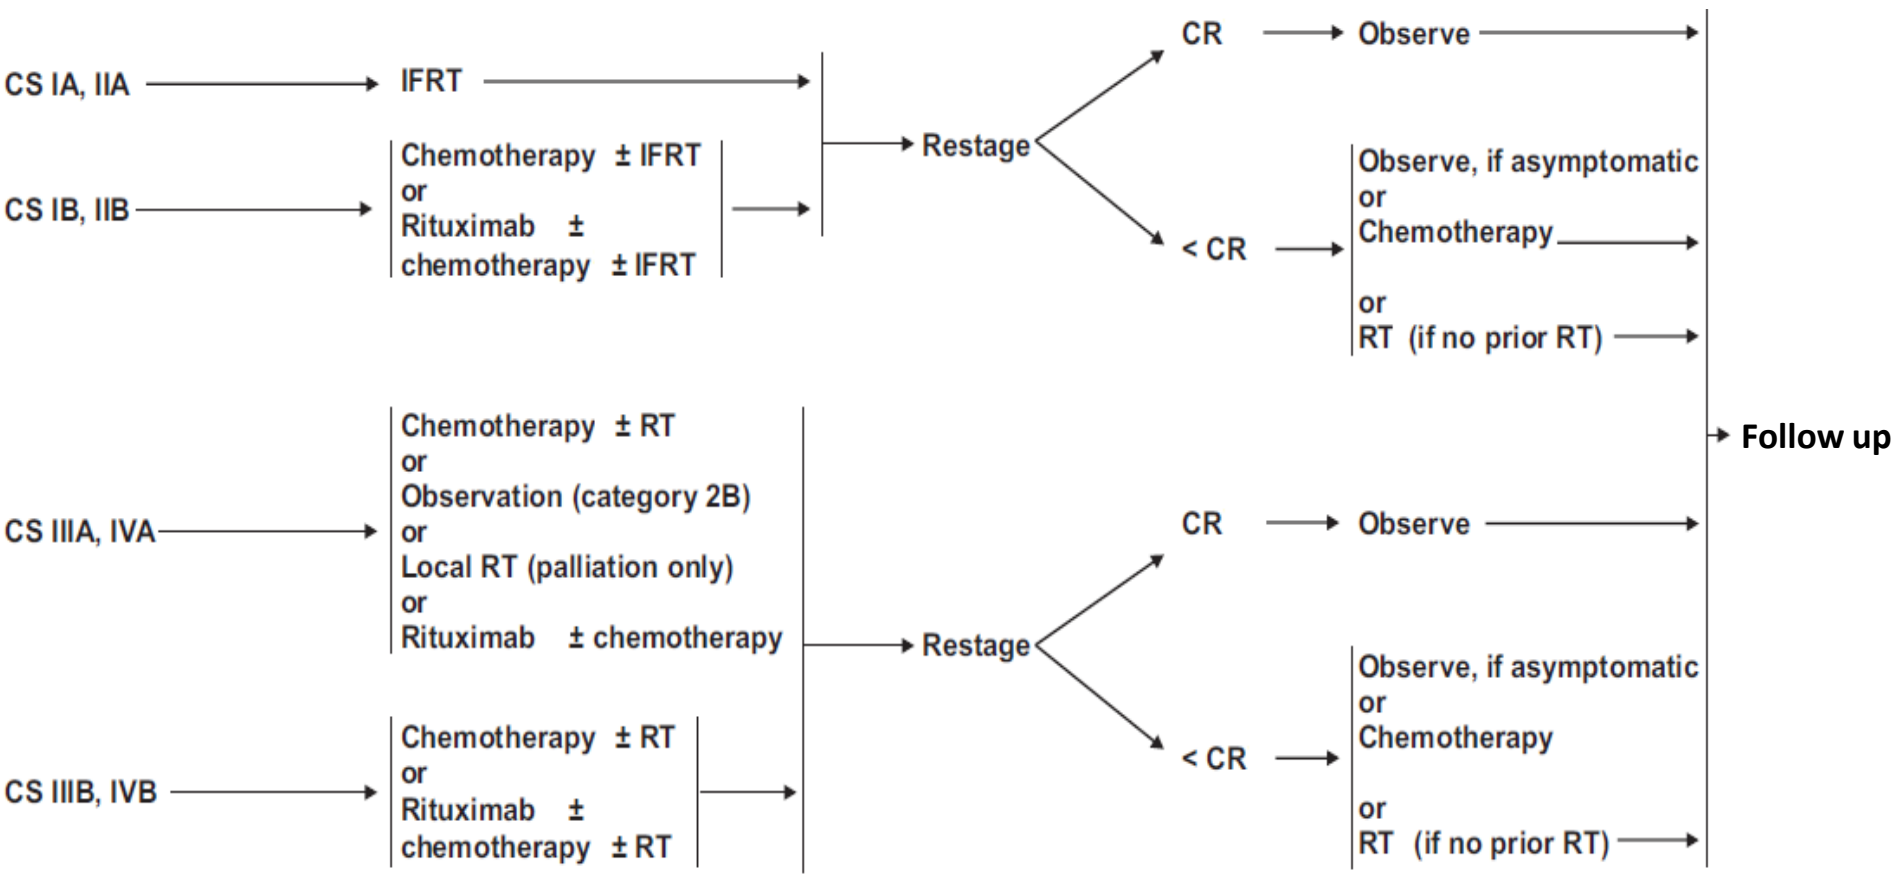 CS IA, IIA
IFRT
CS IB, IIB
Chemotherapy ± IFRT
or
Rituximab ±
chemotherapy ± IFRT
Restage
CR
Observe
< CR
Observe, if asymptomatic
or
Chemotherapy
or
RT (if no prior RT)
CS IIIA, IVA
Chemotherapy ± RT
or
Observation (category 2B)
or
Local RT (palliation only)
or
Rituximab ± chemotherapy
CS IIIB, IVB
Chemotherapy ± RT
or
Rituximab ±
chemotherapy ± RT
Restage
CR
Observe
< CR
Observe, if asymptomatic
or
Chemotherapy
or
RT (if no prior RT)
Follow up